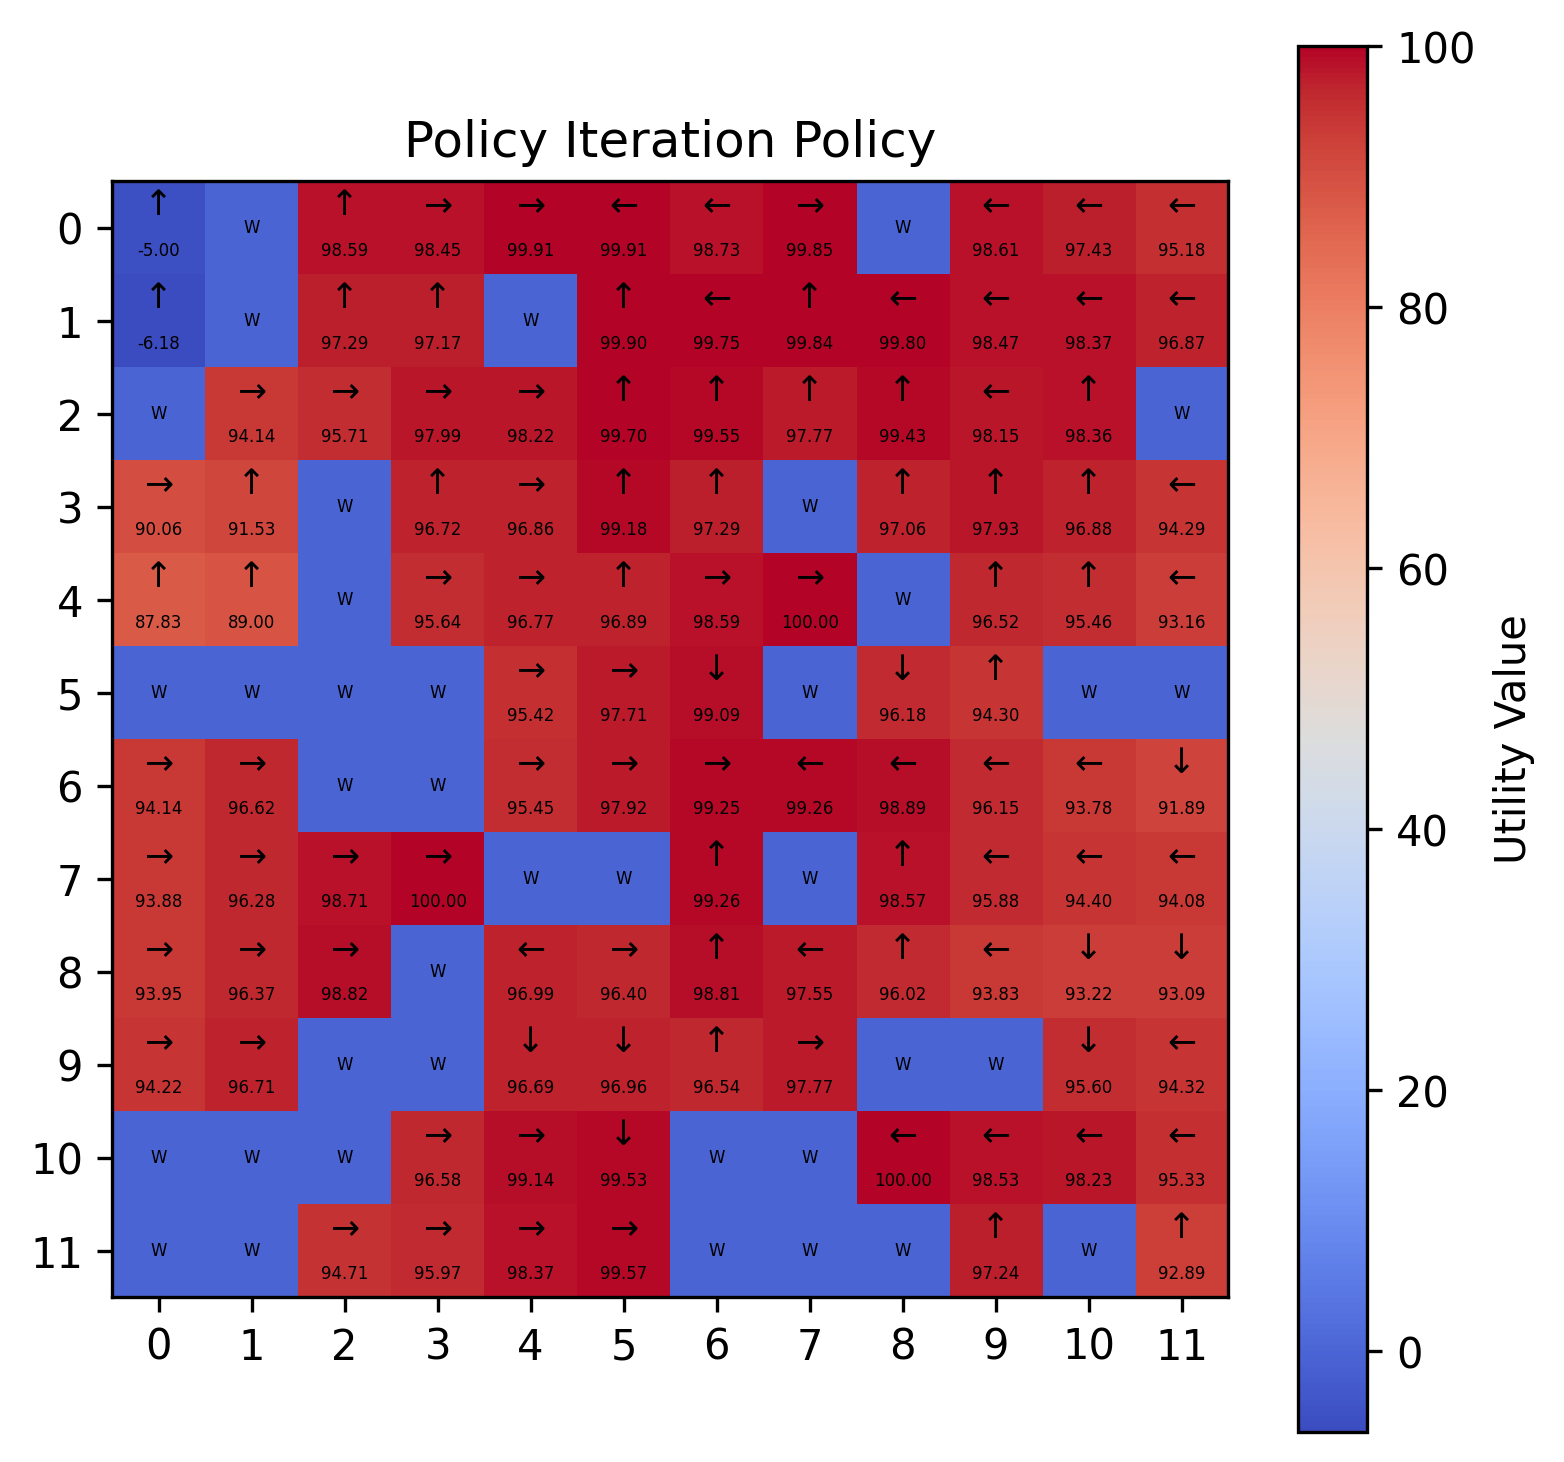 Policy Iteration Policy
0 ↑ W ↑ → → ← ← → W ← ← ←
-5.00 98.59 98.45 99.91 99.91 98.73 99.85 98.61 97.43 95.18
1 ↑ W ↑ ↑ W ↑ ← ↑ ← ← ← ←
-6.18 97.29 97.17 99.90 99.75 99.84 99.80 98.47 98.37 96.87
2 W → → → → ↑ ↑ ↑ ↑ ← ↑ W
94.14 95.71 97.99 98.22 99.70 99.55 97.77 99.43 98.15 98.36
3 → ↑ W ↑ → ↑ ↑ W ↑ ↑ ↑ ←
90.06 91.53 96.72 96.86 99.18 97.29 97.06 97.93 96.88 94.29
4 ↑ ↑ W → → ↑ → → W ↑ ↑ ←
87.83 89.00 95.64 96.77 96.89 98.59 100.00 96.52 95.46 93.16
5 W W W W → → ↓ W ↓ ↑ W W
95.42 97.71 99.09 96.18 94.30
6 → → W W → → → ← ← ← ← ↓
94.14 96.62 95.45 97.92 99.25 99.26 98.89 96.15 93.78 91.89
7 → → → → W W ↑ W ↑ ← ← ←
93.88 96.28 98.71 100.00 99.26 98.57 95.88 94.40 94.08
8 → → → W ← → ↑ ← ↑ ← ↓ ↓
93.95 96.37 98.82 96.99 96.40 98.81 97.55 96.02 93.83 93.22 93.09
9 → → W W ↓ ↓ ↑ → W W ↓ ←
94.22 96.71 96.69 96.96 96.54 97.77 95.60 94.32
10 W W W → → ↓ W W ← ← ← ←
96.58 99.14 99.53 100.00 98.53 98.23 95.33
11 W W → → → → W W W ↑ W ↑
94.71 95.97 98.37 99.57 97.24 92.89
0 1 2 3 4 5 6 7 8 9 10 11
100
80
60
40
20
0
Utility Value